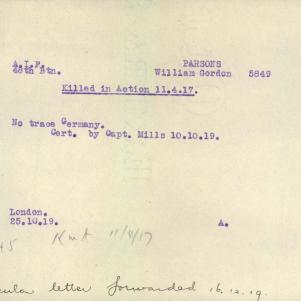 A.I.F. PARSONS
48th Btn. William Gordon 5849
Killed in Action 11.4.17.
No trace Germany.
Cert. by Capt. Mills 10.10.19.
London.
25.10.19. A.
K in A 11/4/17
letter forwarded 16.12.19.